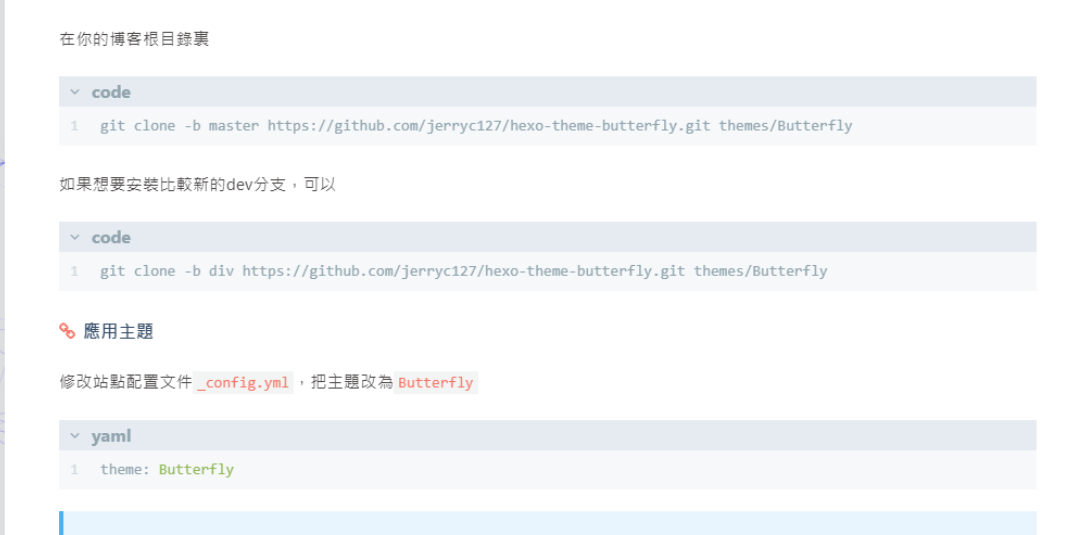 在你的博客根目錄裏
code
1 git clone -b master https://github.com/jerryc127/hexo-theme-butterfly.git themes/Butterfly
如果想要安裝比較新的dev分支，可以
code
1 git clone -b div https://github.com/jerryc127/hexo-theme-butterfly.git themes/Butterfly
應用主題
修改站點配置文件 _config.yml ，把主題改為 Butterfly
yaml
1 theme: Butterfly